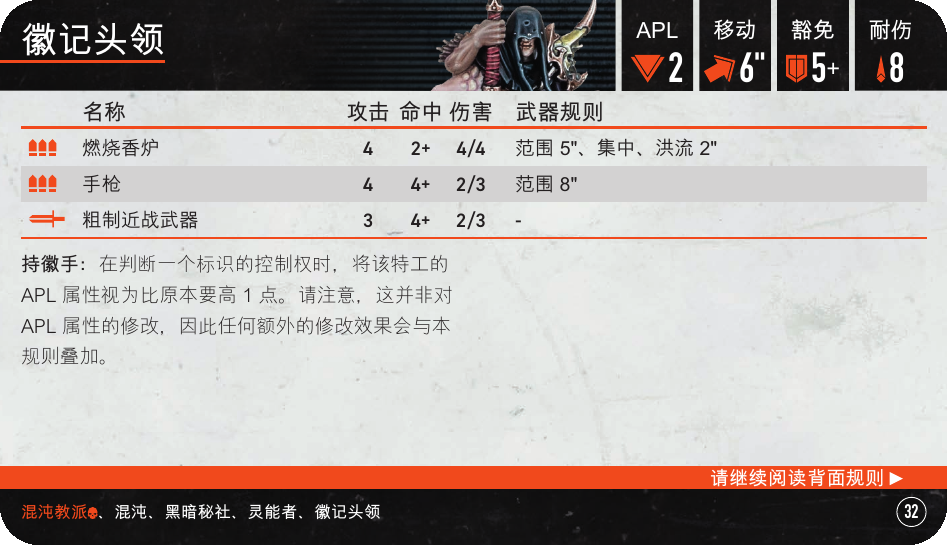 徽记头领
APL 移动 豁免 耐伤
2 6" 5+ 8
名称 攻击 命中 伤害 武器规则
燃烧香炉 4 2+ 4/4 范围 5"、集中、洪流 2"
手枪 4 4+ 2/3 范围 8"
粗制近战武器 3 4+ 2/3 -
持徽手：在判断一个标识的控制权时，将该特工的
APL 属性视为比原本要高 1 点。请注意，这并非对
APL 属性的修改，因此任何额外的修改效果会与本
规则叠加。
请继续阅读背面规则 ▶
混沌教派、混沌、黑暗秘社、灵能者、徽记头领
32